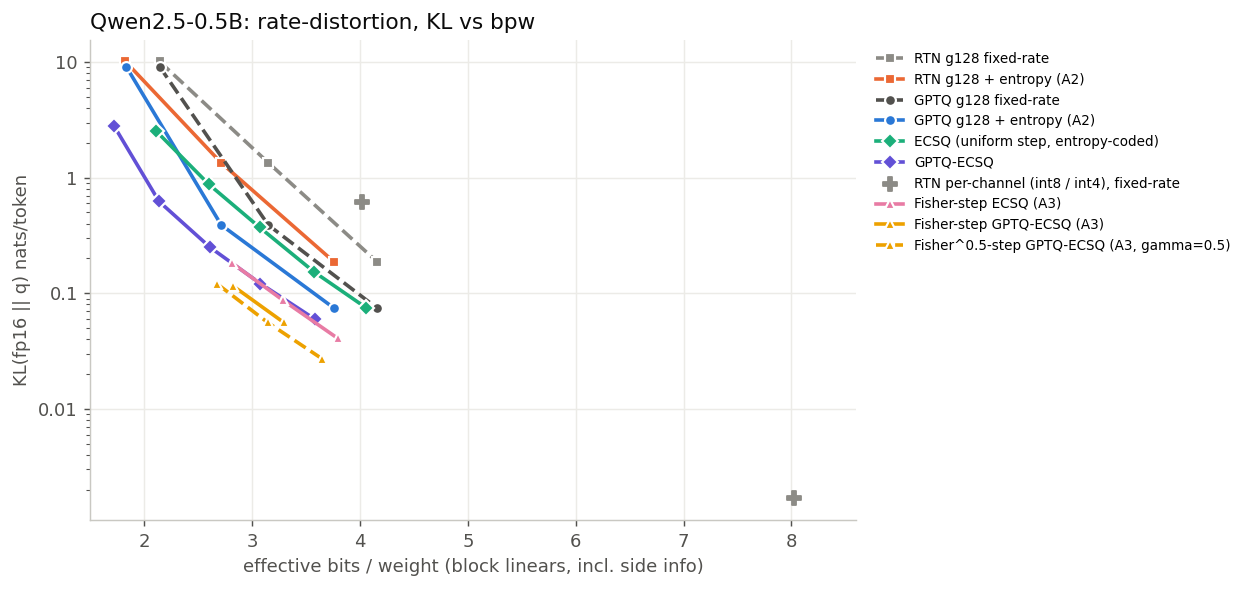 Qwen2.5-0.5B: rate-distortion, KL vs bpw
KL(fp16 || q) nats/token
10
1
0.1
0.01
2 3 4 5 6 7 8
effective bits / weight (block linears, incl. side info)
RTN g128 fixed-rate
RTN g128 + entropy (A2)
GPTQ g128 fixed-rate
GPTQ g128 + entropy (A2)
ECSQ (uniform step, entropy-coded)
GPTQ-ECSQ
RTN per-channel (int8 / int4), fixed-rate
Fisher-step ECSQ (A3)
Fisher-step GPTQ-ECSQ (A3)
Fisher^0.5-step GPTQ-ECSQ (A3, gamma=0.5)